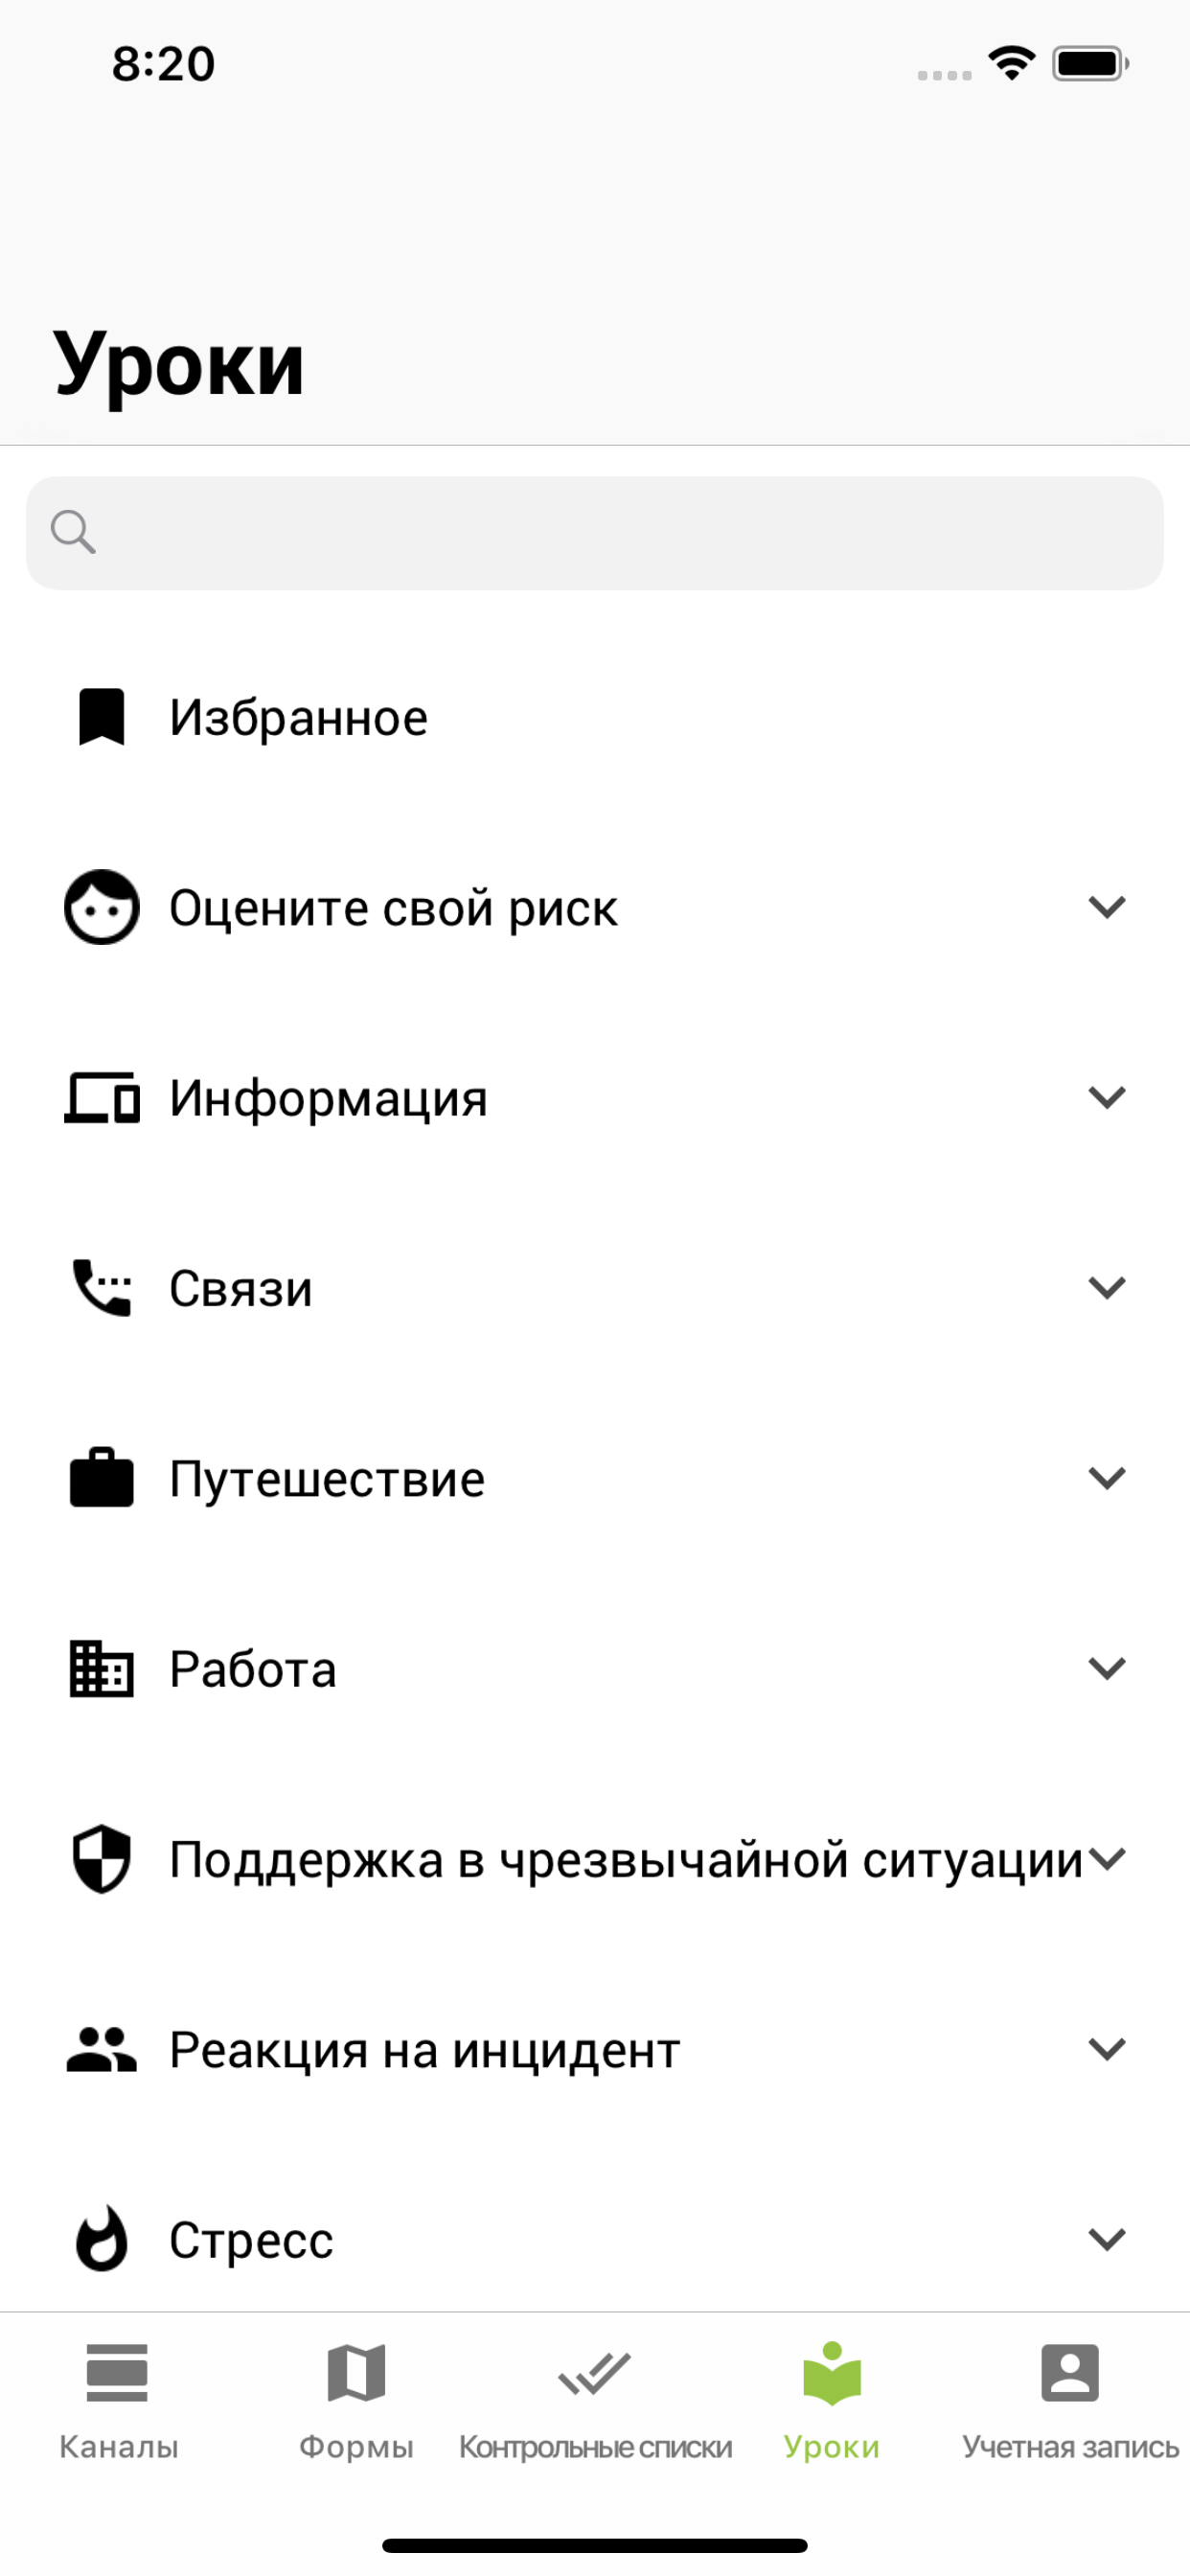 8:20
Уроки
Избранное
Оцените свой риск
Информация
Связи
Путешествие
Работа
Поддержка в чрезвычайной ситуации
Реакция на инцидент
Стресс
Каналы
Формы
Контрольные списки
Уроки
Учетная запись